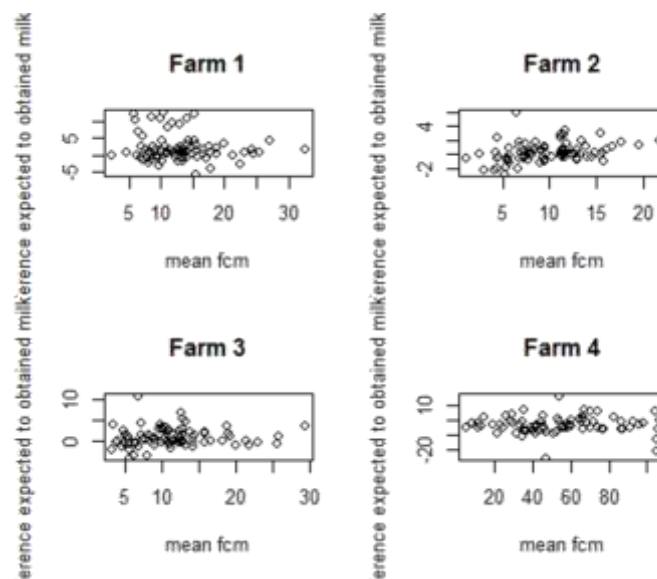 Farm 1
erence expected to obtained milk
5
-5
5 10 20 30
mean fcm
Farm 2
erence expected to obtained milk
4
-2
5 10 15 20
mean fcm
Farm 3
erence expected to obtained milk
10
0
5 10 20 30
mean fcm
Farm 4
erence expected to obtained milk
10
-20
20 40 60 80
mean fcm